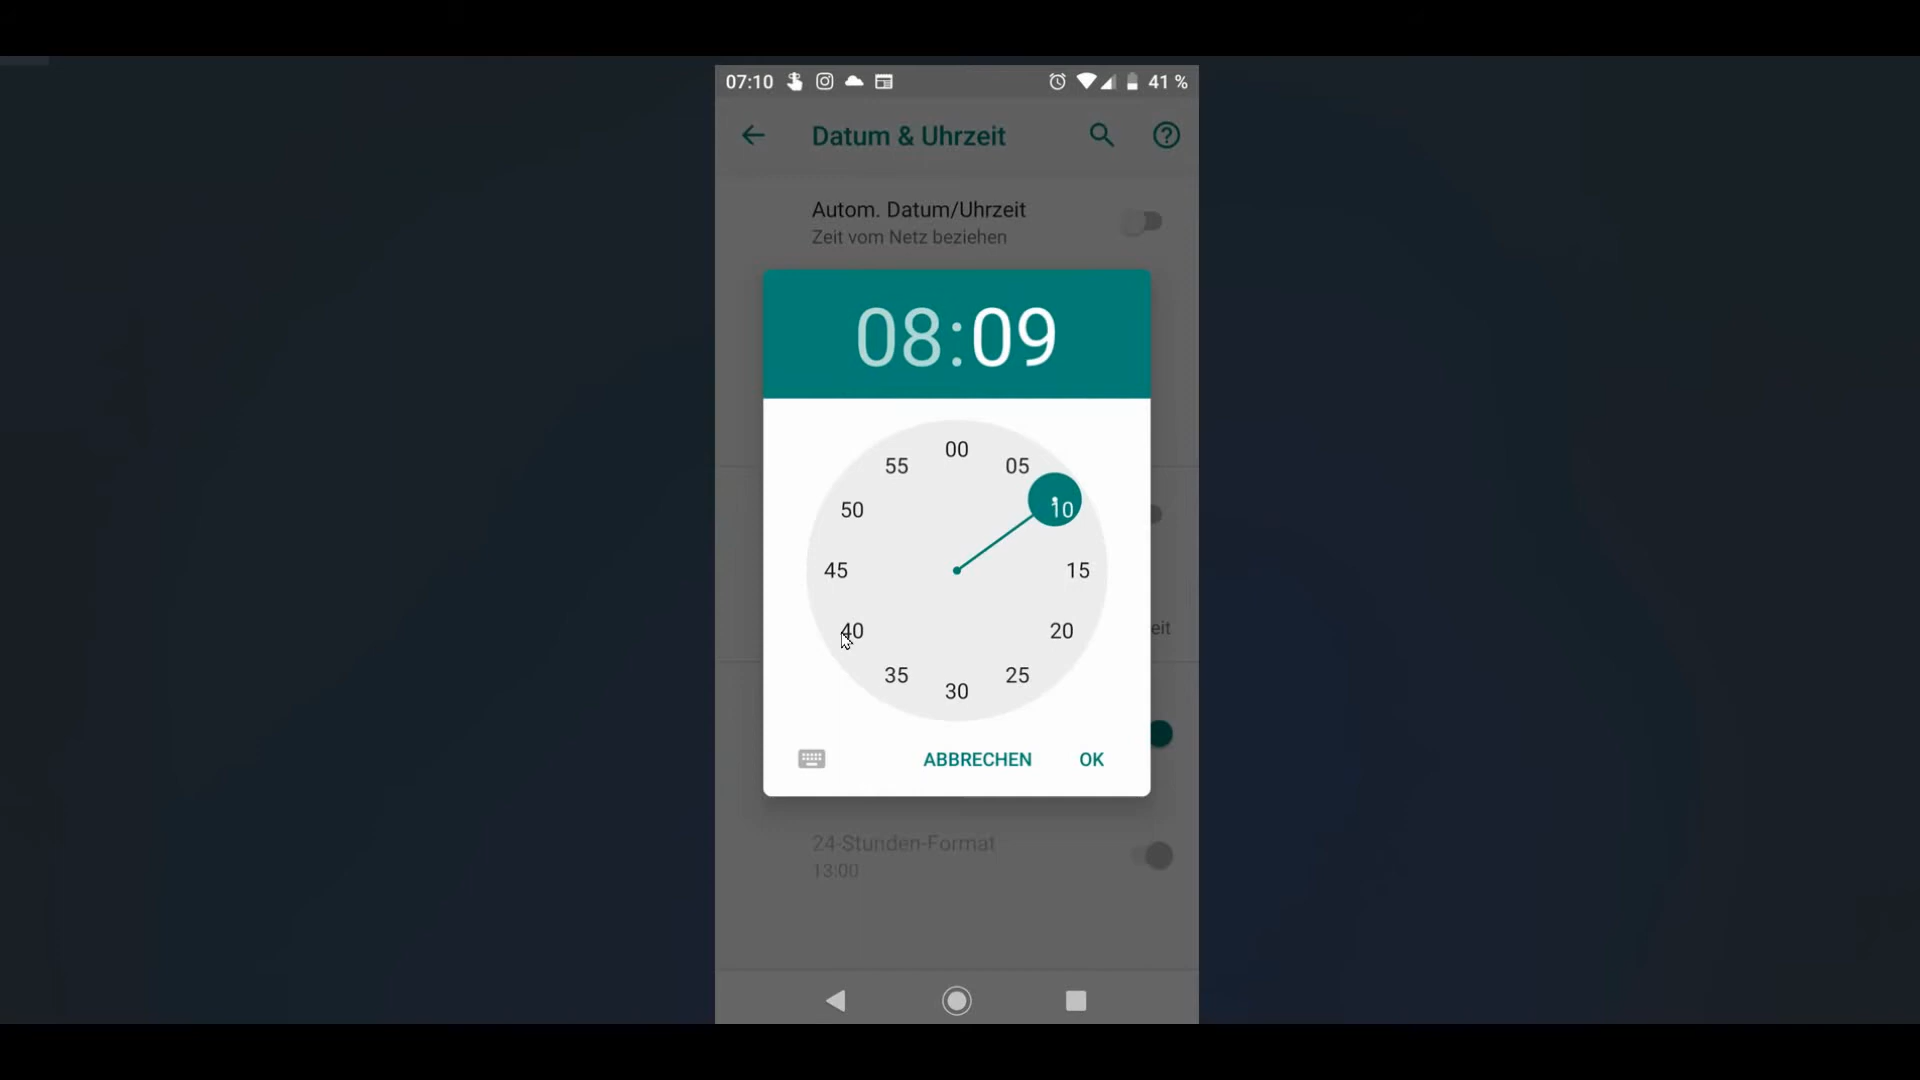 07:10 41 %
Datum & Uhrzeit
Autom. Datum/Uhrzeit
Zeit vom Netz beziehen
08:09
00
55 05
50 10
45 15
40 20
35 25
30
eit
ABBRECHEN OK
24-Stunden-Format
13:00